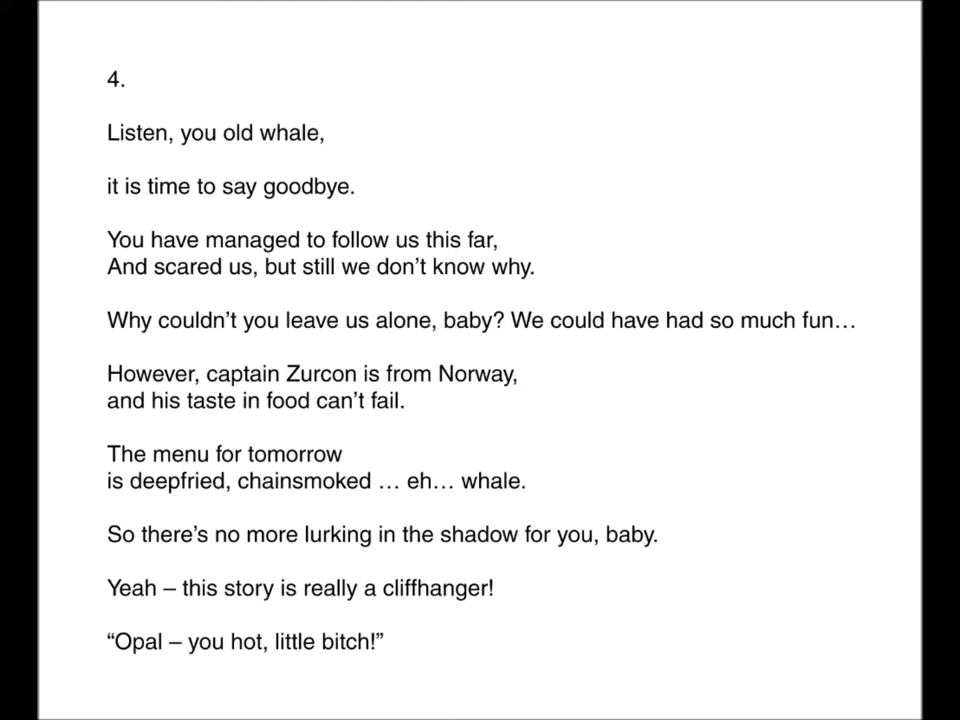 4.
Listen, you old whale,
it is time to say goodbye.
You have managed to follow us this far,
And scared us, but still we don’t know why.
Why couldn’t you leave us alone, baby? We could have had so much fun…
However, captain Zurcon is from Norway,
and his taste in food can’t fail.
The menu for tomorrow
is deepfried, chainsmoked … eh… whale.
So there’s no more lurking in the shadow for you, baby.
Yeah – this story is really a cliffhanger!
“Opal – you hot, little bitch!”